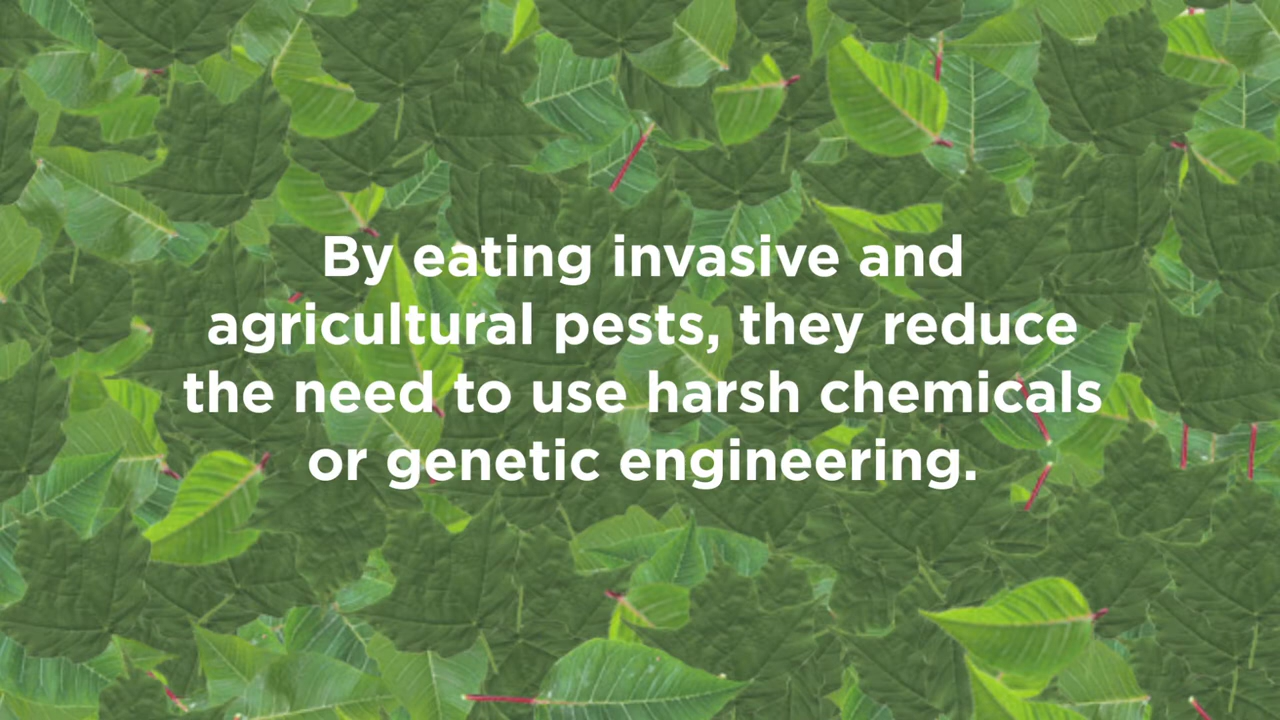 By eating invasive and
agricultural pests, they reduce
the need to use harsh chemicals
or genetic engineering.